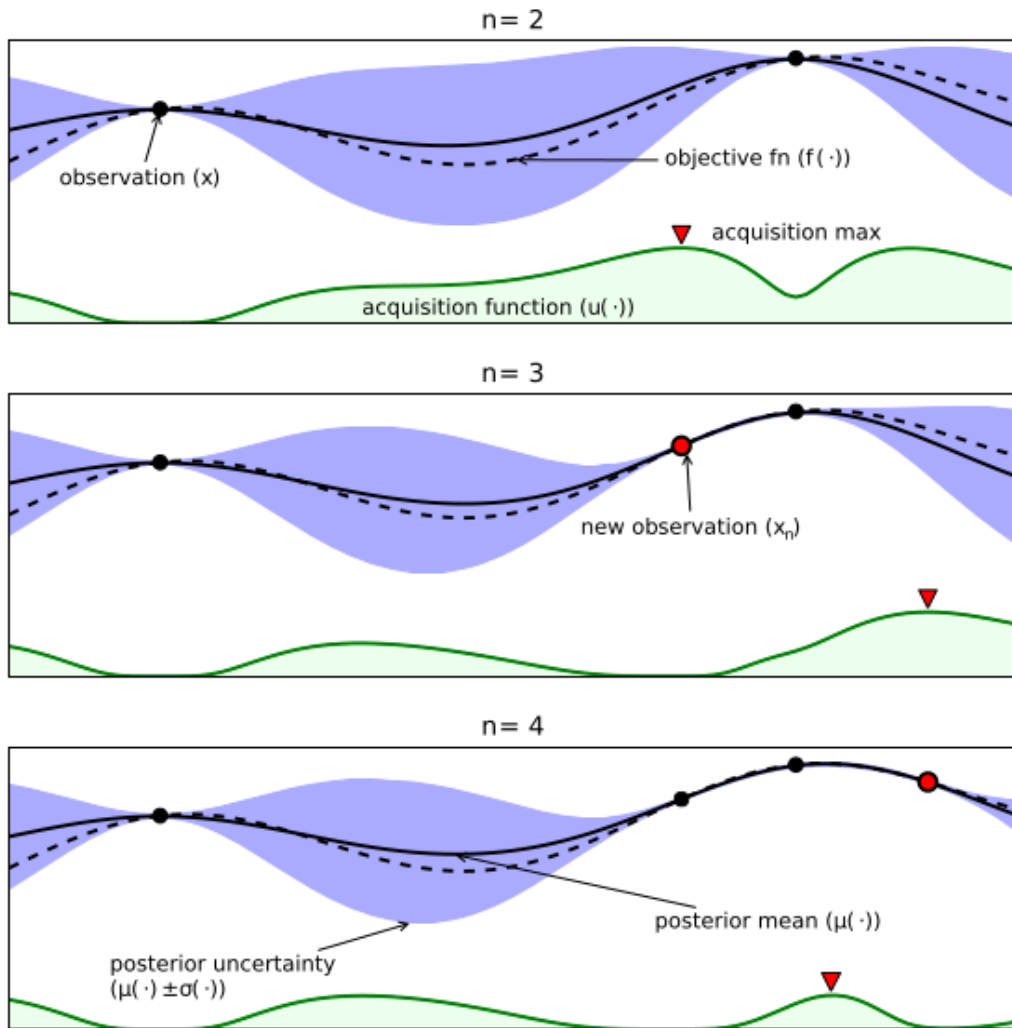 n= 2
observation (x)
objective fn (f(·))
acquisition max
acquisition function (u(·))
n= 3
new observation (xₙ)
n= 4
posterior mean (μ(·))
posterior uncertainty
(μ(·) ±σ(·))